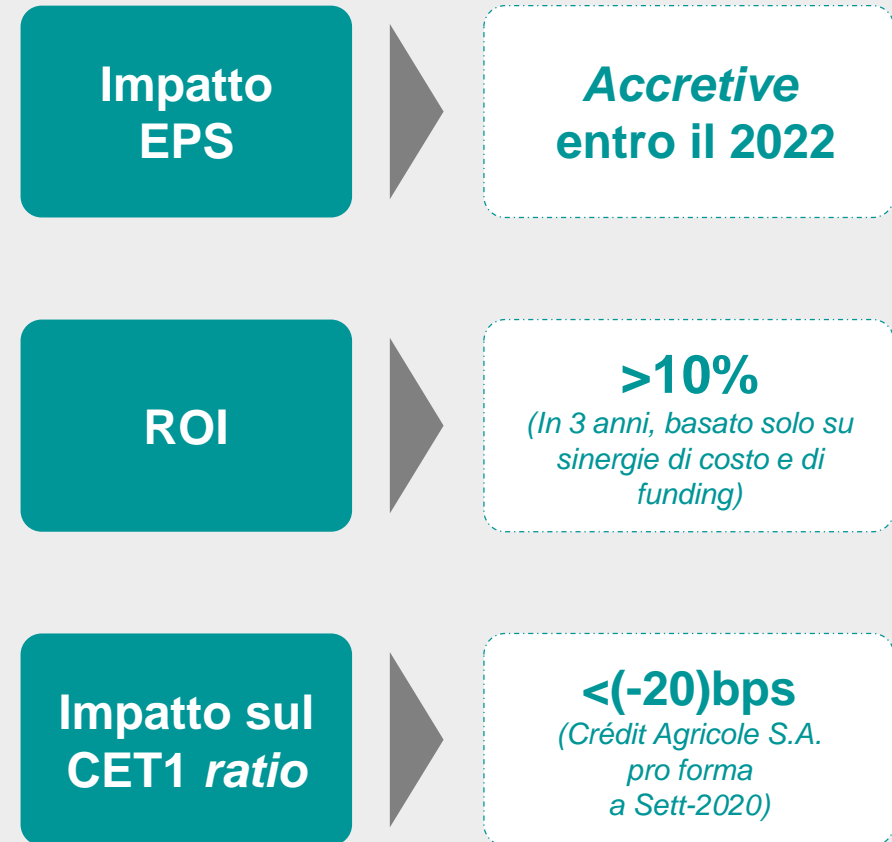 Impatto
EPS
Accretive
entro il 2022
ROI
>10%
(In 3 anni, basato solo su
sinergie di costo e di
funding)
Impatto sul
CET1 ratio
<(-20)bps
(Crédit Agricole S.A.
pro forma
a Sett-2020)